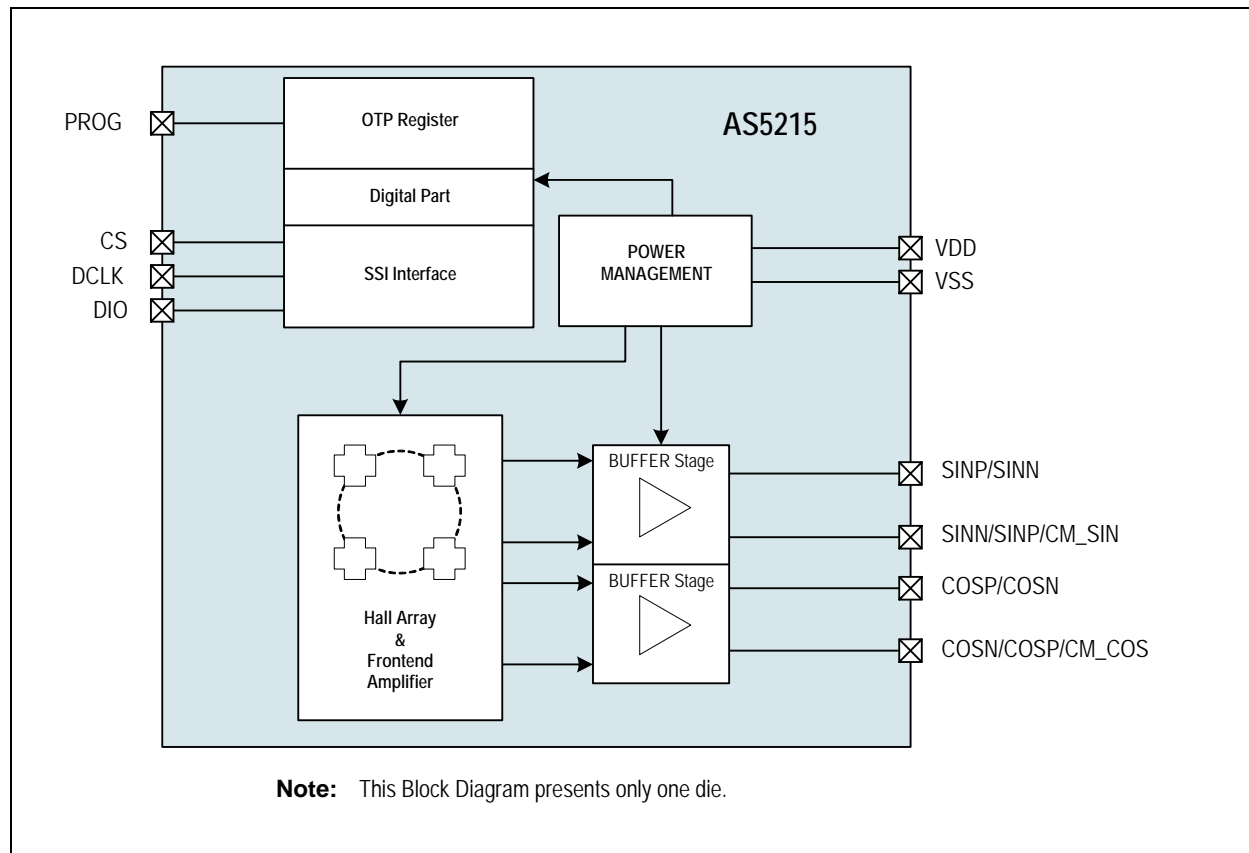 AS5215
OTP Register
PROG
Digital Part
CS
DCLK
DIO
SSI Interface
POWER
MANAGEMENT
VDD
VSS
Hall Array
&
Frontend
Amplifier
BUFFER Stage
BUFFER Stage
SINP/SINN
SINN/SINP/CM_SIN
COSP/COSN
COSN/COSP/CM_COS
Note: This Block Diagram presents only one die.